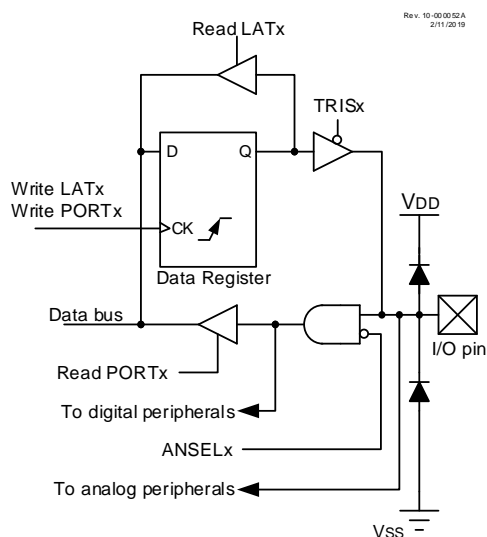 Rev. 10-000052A
2/11/2019
Read LATx
TRISx
D
Q
Write LATx
Write PORTx
CK
VDD
Data Register
Data bus
I/O pin
Read PORTx
To digital peripherals
ANSELx
To analog peripherals
VSS